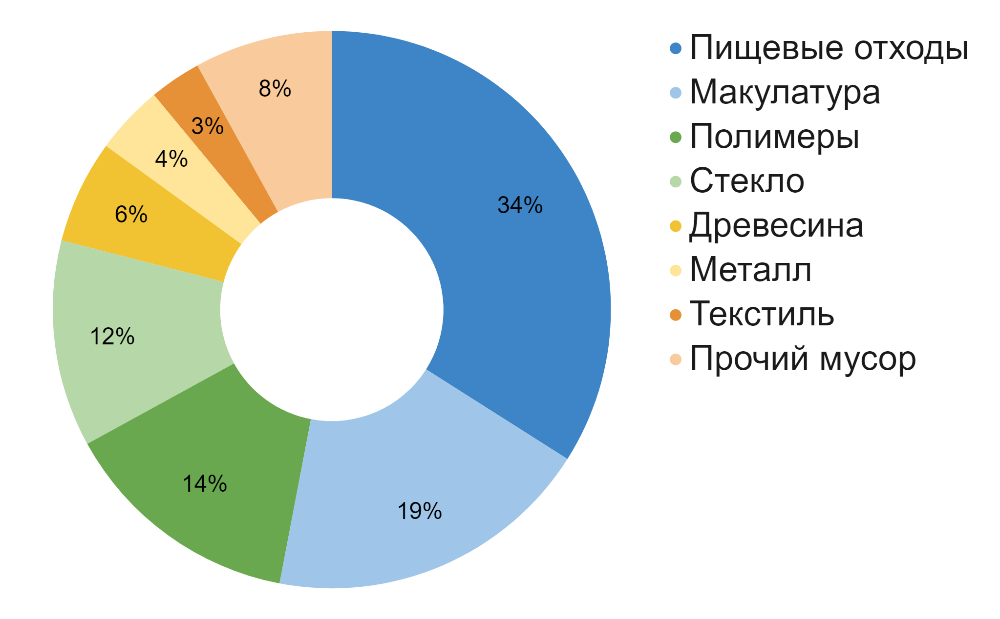 8%
3%
4%
6%
34%
12%
14%
19%
Пищевые отходы
Макулатура
Полимеры
Стекло
Древесина
Металл
Текстиль
Прочий мусор